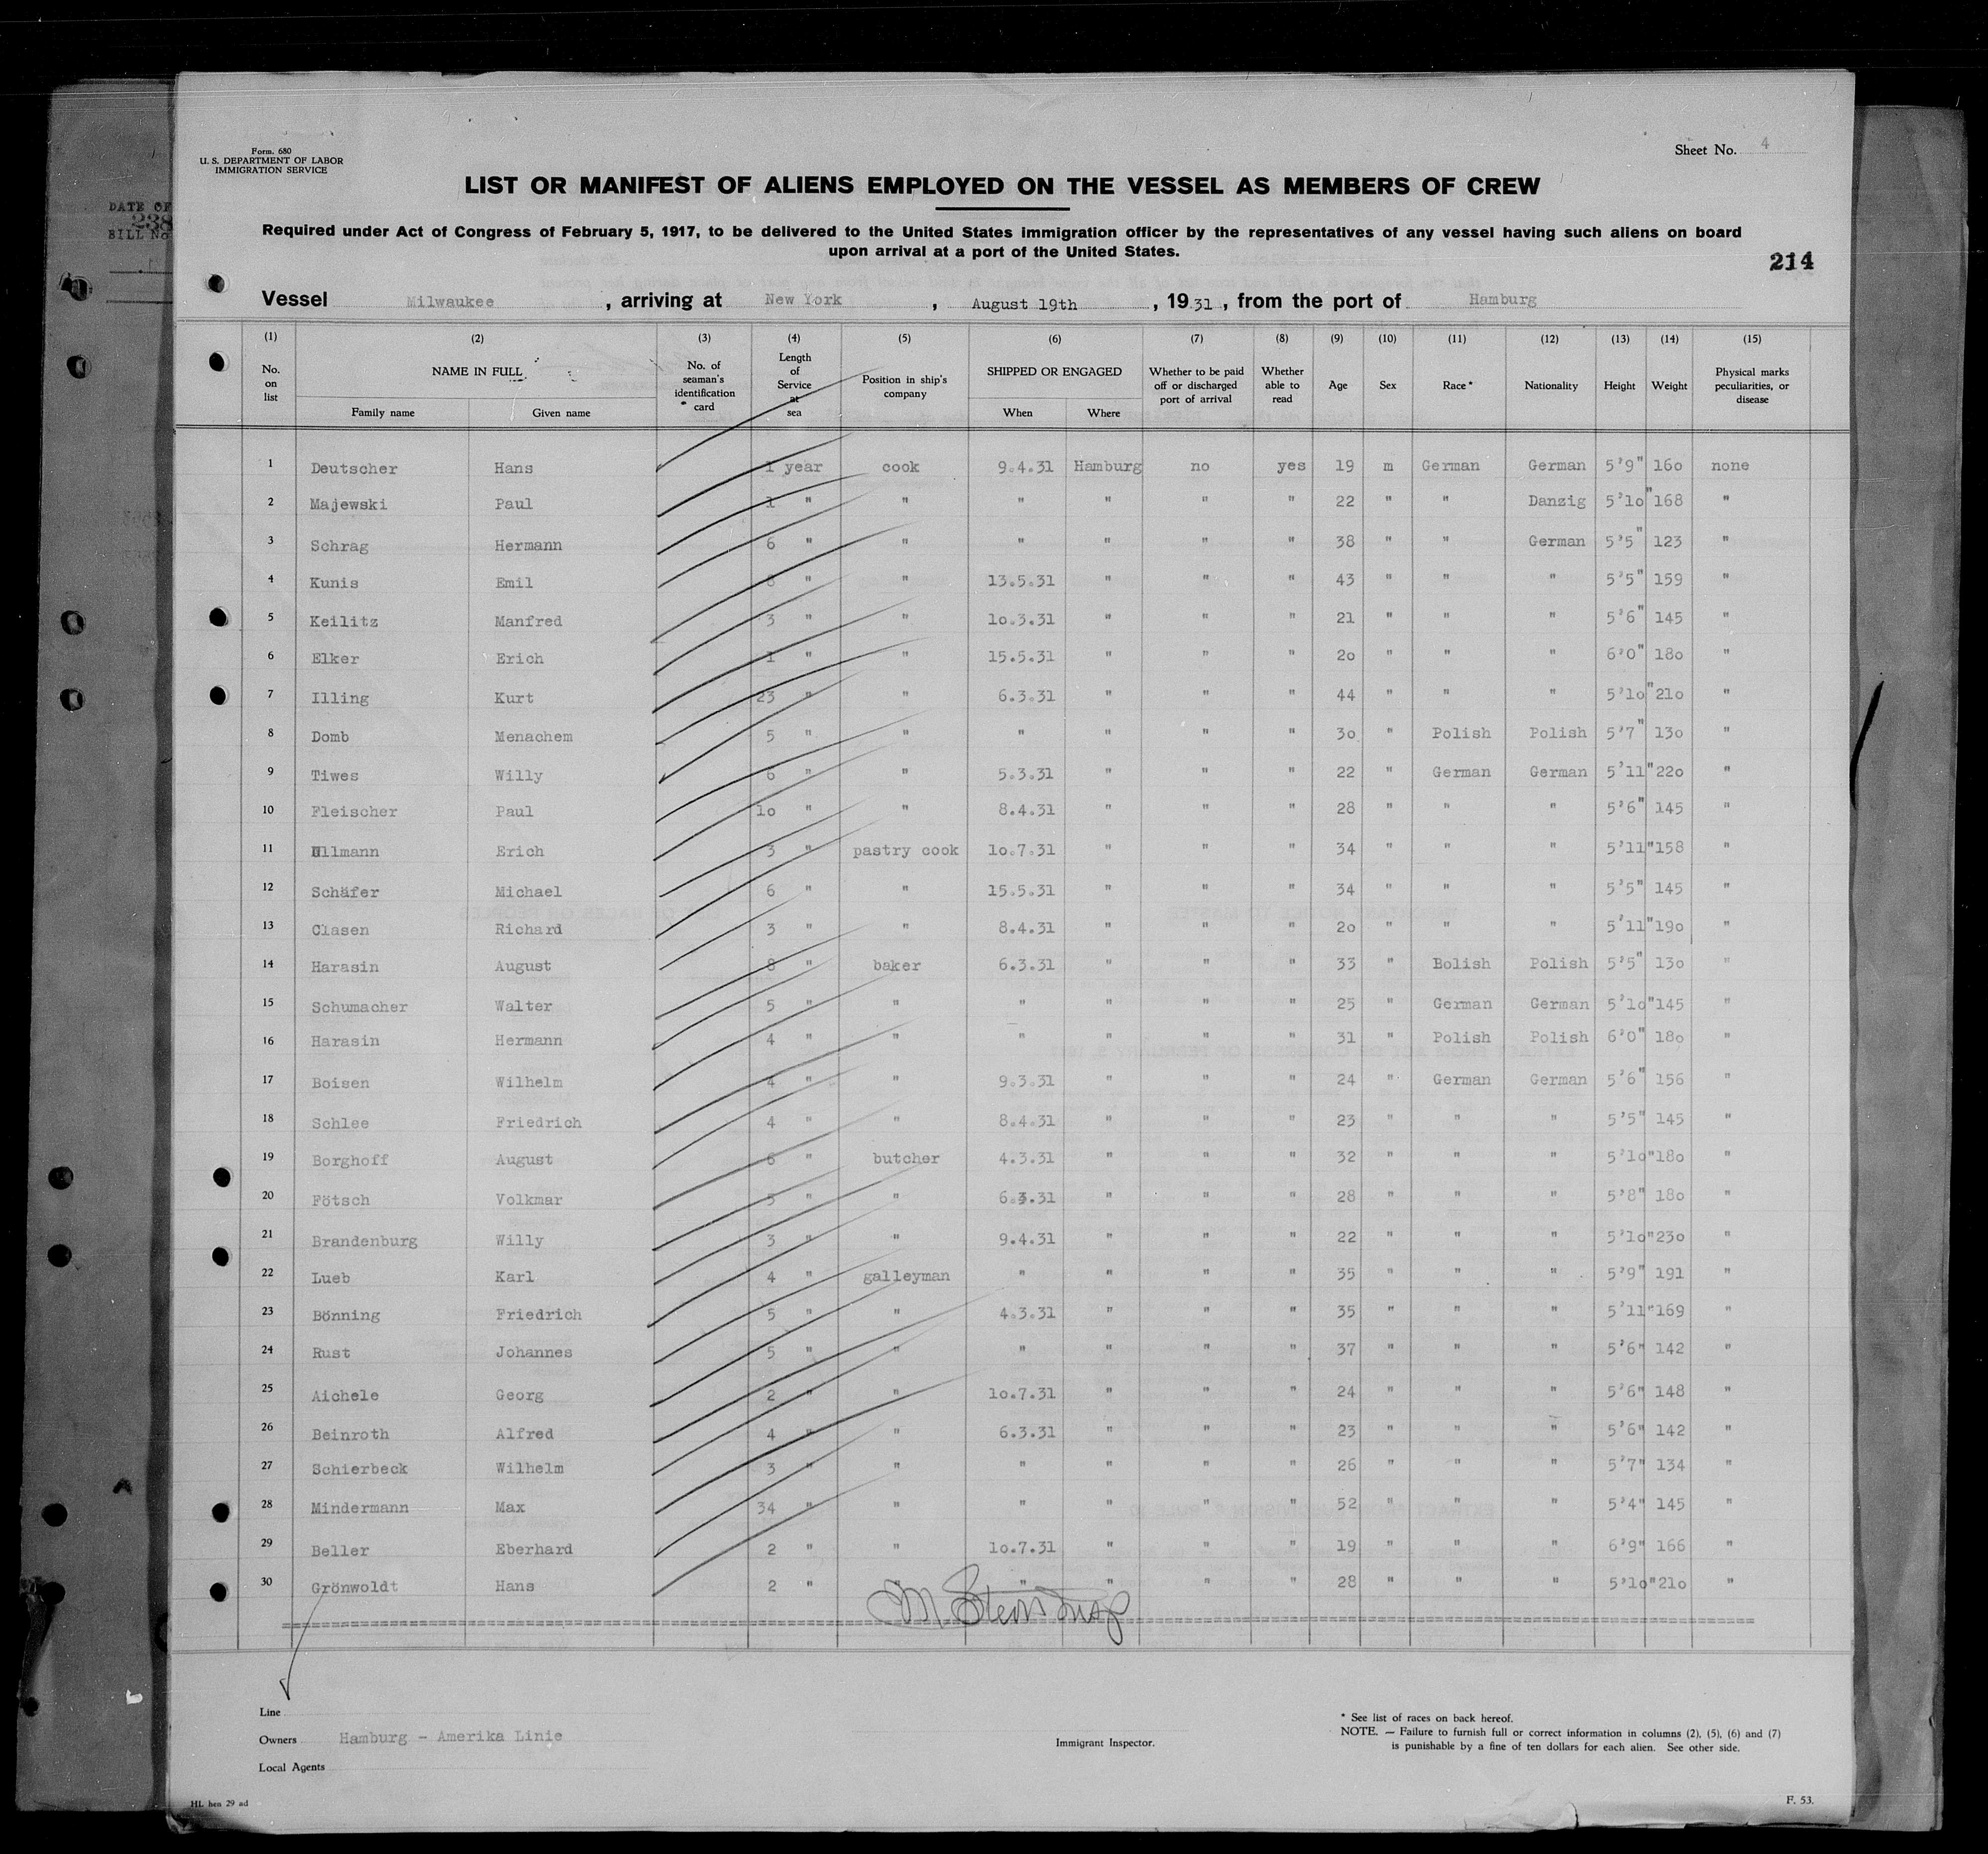 DATE OF
238
BILL No
Form. 680
U. S. DEPARTMENT OF LABOR
IMMIGRATION SERVICE
Sheet No. 4
LIST OR MANIFEST OF ALIENS EMPLOYED ON THE VESSEL AS MEMBERS OF CREW
Required under Act of Congress of February 5, 1917, to be delivered to the United States immigration officer by the representatives of any vessel having such aliens on board
upon arrival at a port of the United States.
214
Vessel Milwaukee , arriving at New York , August 19th , 1931 , from the port of Hamburg
(1) (2) (3) (4) (5) (6) (7) (8) (9) (10) (11) (12) (13) (14) (15)
No. on list NAME IN FULL No. of seaman's identification card Length of Service at sea Position in ship's company SHIPPED OR ENGAGED Whether to be paid off or discharged port of arrival Whether able to read Age Sex Race* Nationality Height Weight Physical marks peculiarities, or disease
Family name Given name When Where
1 Deutscher Hans 1 year cook 9.4.31 Hamburg no yes 19 m German German 5'9" 160 none
2 Majewski Paul 1 " " " " " " 22 " " Danzig 5'10" 168 "
3 Schrag Hermann 6 " " " " " " 38 " " German 5'5" 123 "
4 Kunis Emil 8 " " 13.5.31 " " " 43 " " " 5'5" 159 "
5 Keilitz Manfred 3 " " 10.3.31 " " " 21 " " " 5'6" 145 "
6 Elker Erich 1 " " 15.5.31 " " " 20 " " " 6'0" 180 "
7 Illing Kurt 23 " " 6.3.31 " " " 44 " " " 5'10" 210 "
8 Domb Menachem 5 " " " " " " 30 " Polish Polish 5'7" 130 "
9 Tiwes Willy 6 " " 5.3.31 " " " 22 " German German 5'11" 220 "
10 Fleischer Paul 10 " " 8.4.31 " " " 28 " " " 5'6" 145 "
11 Ullmann Erich 3 " pastry cook 10.7.31 " " " 34 " " " 5'11" 158 "
12 Schäfer Michael 6 " " 15.5.31 " " " 34 " " " 5'5" 145 "
13 Clasen Richard 3 " " 8.4.31 " " " 20 " " " 5'11" 190 "
14 Harasin August 8 " baker 6.3.31 " " " 33 " Bolish Polish 5'5" 130 "
15 Schumacher Walter 5 " " " " " " 25 " German German 5'10" 145 "
16 Harasin Hermann 4 " " " " " " 31 " Polish Polish 6'0" 180 "
17 Boisen Wilhelm 4 " " 9.3.31 " " " 24 " German German 5'6" 156 "
18 Schlee Friedrich 4 " " 8.4.31 " " " 23 " " " 5'5" 145 "
19 Borghoff August 6 " butcher 4.3.31 " " " 32 " " " 5'10" 180 "
20 Fötsch Volkmar 5 " " 6.3.31 " " " 28 " " " 5'8" 180 "
21 Brandenburg Willy 3 " " 9.4.31 " " " 22 " " " 5'10" 230 "
22 Lueb Karl 4 " galleyman " " " " 35 " " " 5'9" 191 "
23 Bönning Friedrich 5 " " 4.3.31 " " " 35 " " " 5'11" 169 "
24 Rust Johannes 5 " " " " " " 37 " " " 5'6" 142 "
25 Aichele Georg 2 " " 10.7.31 " " " 24 " " " 5'6" 148 "
26 Beinroth Alfred 4 " " 6.3.31 " " " 23 " " " 5'6" 142 "
27 Schierbeck Wilhelm 3 " " " " " " 26 " " " 5'7" 134 "
28 Mindermann Max 34 " " " " " " 52 " " " 5'4" 145 "
29 Beller Eberhard 2 " " 10.7.31 " " " 19 " " " 6'9" 166 "
30 Grönwoldt Hans 2 " " " " " " 28 " " " 5'10" 210 "
Line
Owners Hamburg - Amerika Linie
Local Agents
Immigrant Inspector.
* See list of races on back hereof.
NOTE. — Failure to furnish full or correct information in columns (2), (5), (6) and (7)
is punishable by a fine of ten dollars for each alien. See other side.
HL hen 29 ad
F. 53.